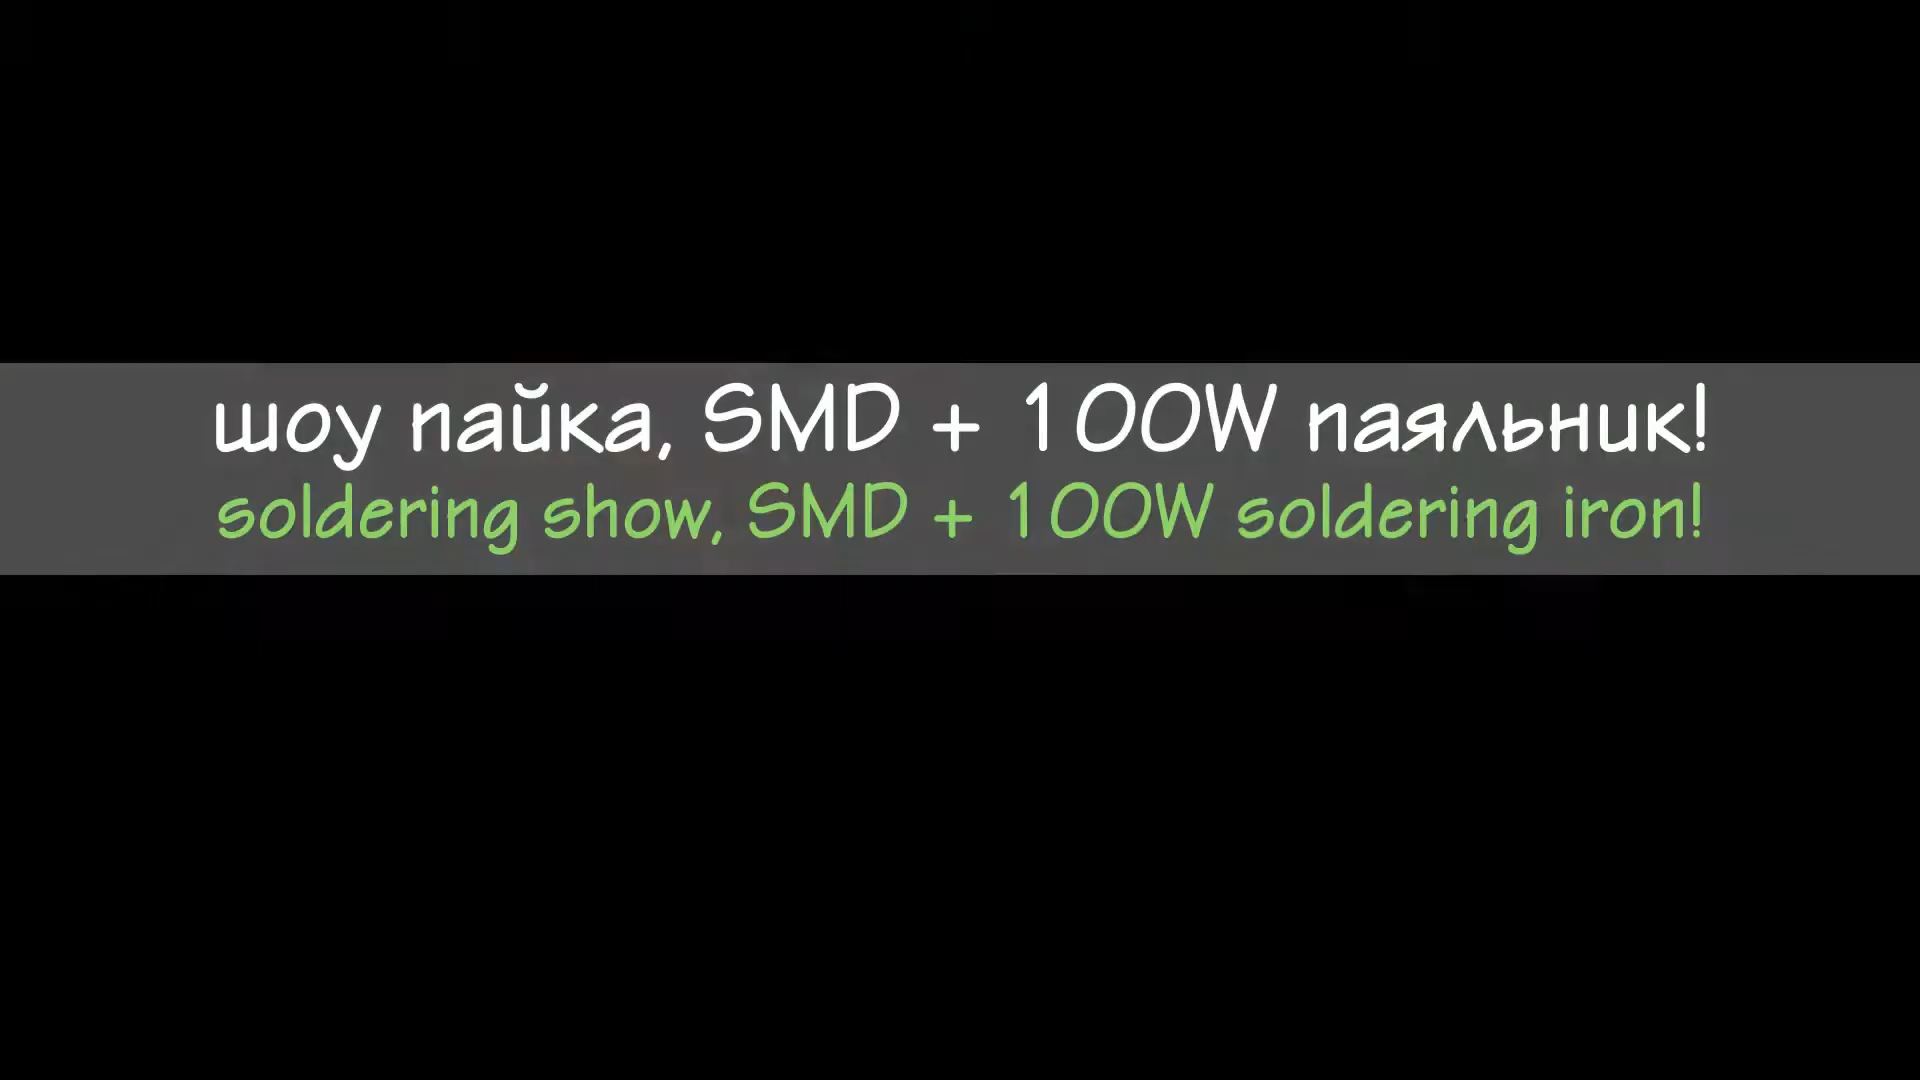 шоу пайка, SMD + 100W паяльник!
soldering show, SMD + 100W soldering iron!